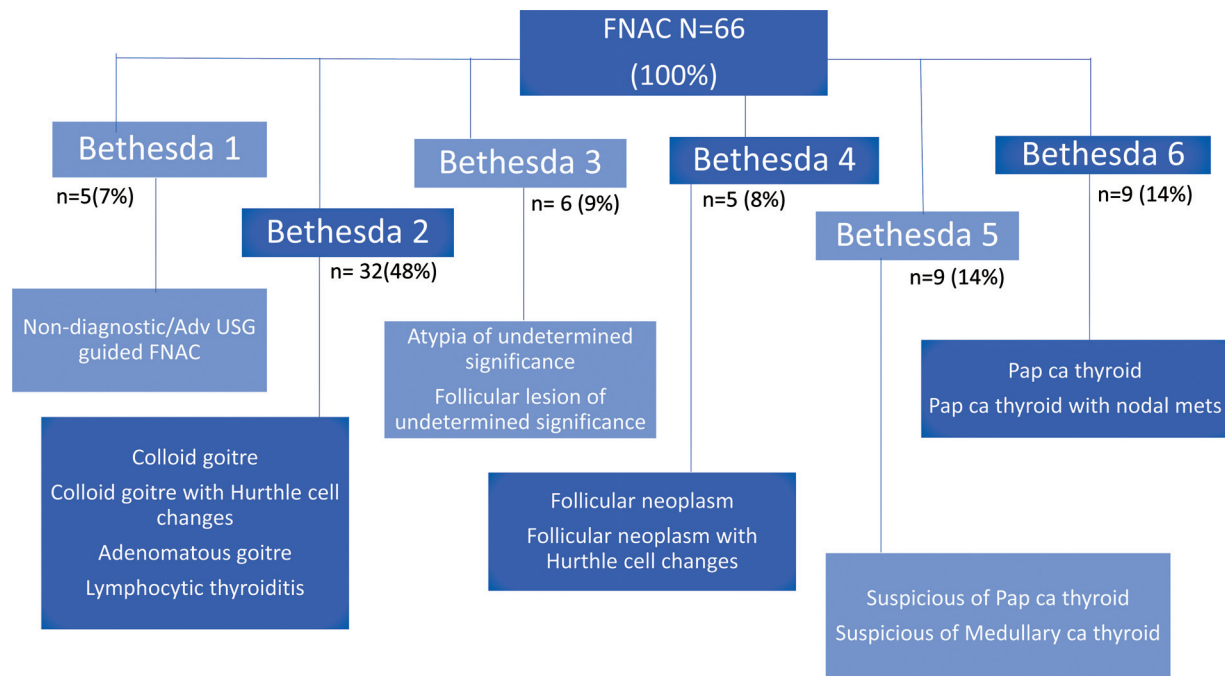 FNAC N=66
(100%)
Bethesda 1
n=5(7%)
Non-diagnostic/Adv USG
guided FNAC
Bethesda 2
n= 32(48%)
Colloid goitre
Colloid goitre with Hurthle cell
changes
Adenomatous goitre
Lymphocytic thyroiditis
Bethesda 3
n= 6 (9%)
Atypia of undetermined
significance
Follicular lesion of
undetermined significance
Bethesda 4
n=5 (8%)
Follicular neoplasm
Follicular neoplasm with
Hurthle cell changes
Bethesda 5
n=9 (14%)
Suspicious of Pap ca thyroid
Suspicious of Medullary ca thyroid
Bethesda 6
n=9 (14%)
Pap ca thyroid
Pap ca thyroid with nodal mets